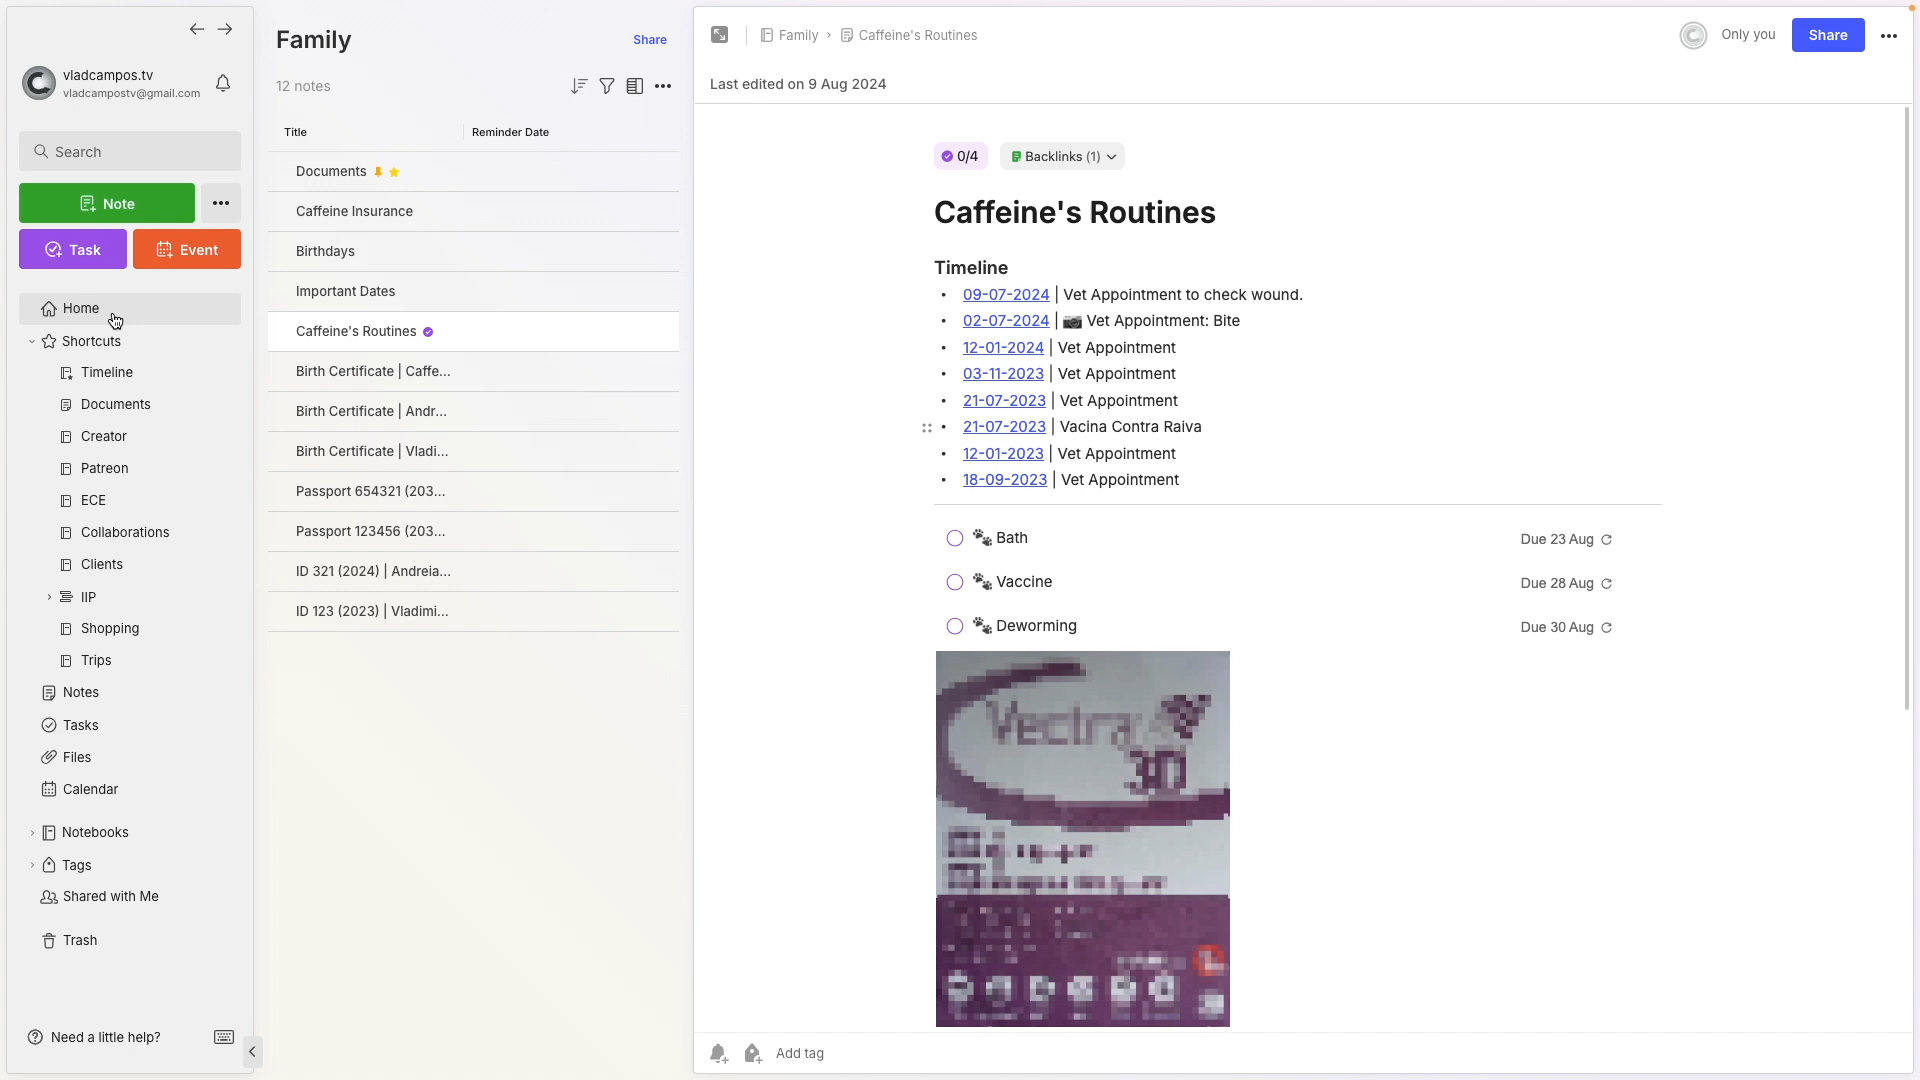 vladcampos.tv
vladcampostv@gmail.com
Search
Note
Task
Event
Home
Shortcuts
Timeline
Documents
Creator
Patreon
ECE
Collaborations
Clients
IIP
Shopping
Trips
Notes
Tasks
Files
Calendar
Notebooks
Tags
Shared with Me
Trash
Need a little help?
Family
Share
12 notes
Title
Reminder Date
Documents
Caffeine Insurance
Birthdays
Important Dates
Caffeine's Routines
Birth Certificate | Caffe...
Birth Certificate | Andr...
Birth Certificate | Vladi...
Passport 654321 (203...
Passport 123456 (203...
ID 321 (2024) | Andreia...
ID 123 (2023) | Vladimi...
Family › Caffeine's Routines
Only you
Share
Last edited on 9 Aug 2024
0/4
Backlinks (1)
Caffeine's Routines
Timeline
• 09-07-2024 | Vet Appointment to check wound.
• 02-07-2024 | 📷 Vet Appointment: Bite
• 12-01-2024 | Vet Appointment
• 03-11-2023 | Vet Appointment
• 21-07-2023 | Vet Appointment
• 21-07-2023 | Vacina Contra Raiva
• 12-01-2023 | Vet Appointment
• 18-09-2023 | Vet Appointment
🐾 Bath Due 23 Aug
🐾 Vaccine Due 28 Aug
🐾 Deworming Due 30 Aug
Vectra
3D
Add tag